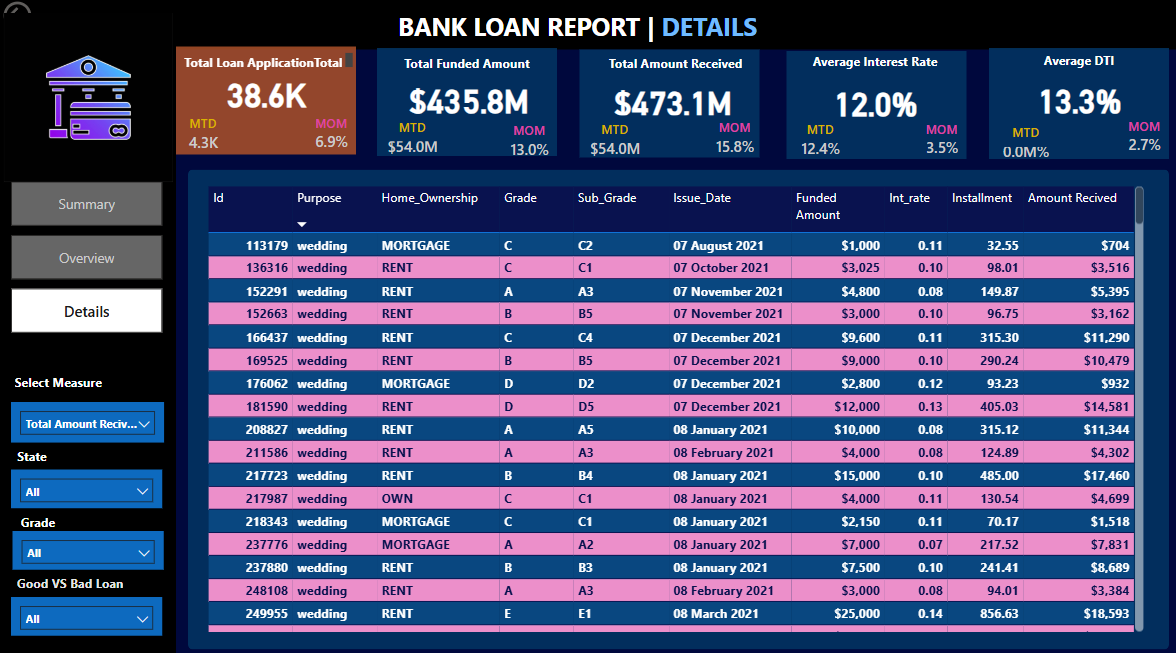 BANK LOAN REPORT | DETAILS
Total Loan ApplicationTotal
38.6K
MTD MOM
4.3K 6.9%
Total Funded Amount
$435.8M
MTD MOM
$54.0M 13.0%
Total Amount Received
$473.1M
MTD MOM
$54.0M 15.8%
Average Interest Rate
12.0%
MTD MOM
12.4% 3.5%
Average DTI
13.3%
MTD MOM
0.0M% 2.7%
Summary
Overview
Details
Select Measure
Total Amount Reciv...
State
All
Grade
All
Good VS Bad Loan
All
Id Purpose Home_Ownership Grade Sub_Grade Issue_Date Funded Amount Int_rate Installment Amount Recived
113179 wedding MORTGAGE C C2 07 August 2021 $1,000 0.11 32.55 $704
136316 wedding RENT C C1 07 October 2021 $3,025 0.10 98.01 $3,516
152291 wedding RENT A A3 07 November 2021 $4,800 0.08 149.87 $5,395
152663 wedding RENT B B5 07 November 2021 $3,000 0.10 96.75 $3,162
166437 wedding RENT C C4 07 December 2021 $9,600 0.11 315.30 $11,290
169525 wedding RENT B B5 07 December 2021 $9,000 0.10 290.24 $10,479
176062 wedding MORTGAGE D D2 07 December 2021 $2,800 0.12 93.23 $932
181590 wedding RENT D D5 07 December 2021 $12,000 0.13 405.03 $14,581
208827 wedding RENT A A5 08 January 2021 $10,000 0.08 315.12 $11,344
211586 wedding RENT A A3 08 February 2021 $4,000 0.08 124.89 $4,302
217723 wedding RENT B B4 08 January 2021 $15,000 0.10 485.00 $17,460
217987 wedding OWN C C1 08 January 2021 $4,000 0.11 130.54 $4,699
218343 wedding MORTGAGE C C1 08 January 2021 $2,150 0.11 70.17 $1,518
237776 wedding MORTGAGE A A2 08 January 2021 $7,000 0.07 217.52 $7,831
237880 wedding RENT B B3 08 January 2021 $7,500 0.10 241.41 $8,689
248108 wedding RENT A A3 08 February 2021 $3,000 0.08 94.01 $3,384
249955 wedding RENT E E1 08 March 2021 $25,000 0.14 856.63 $18,593